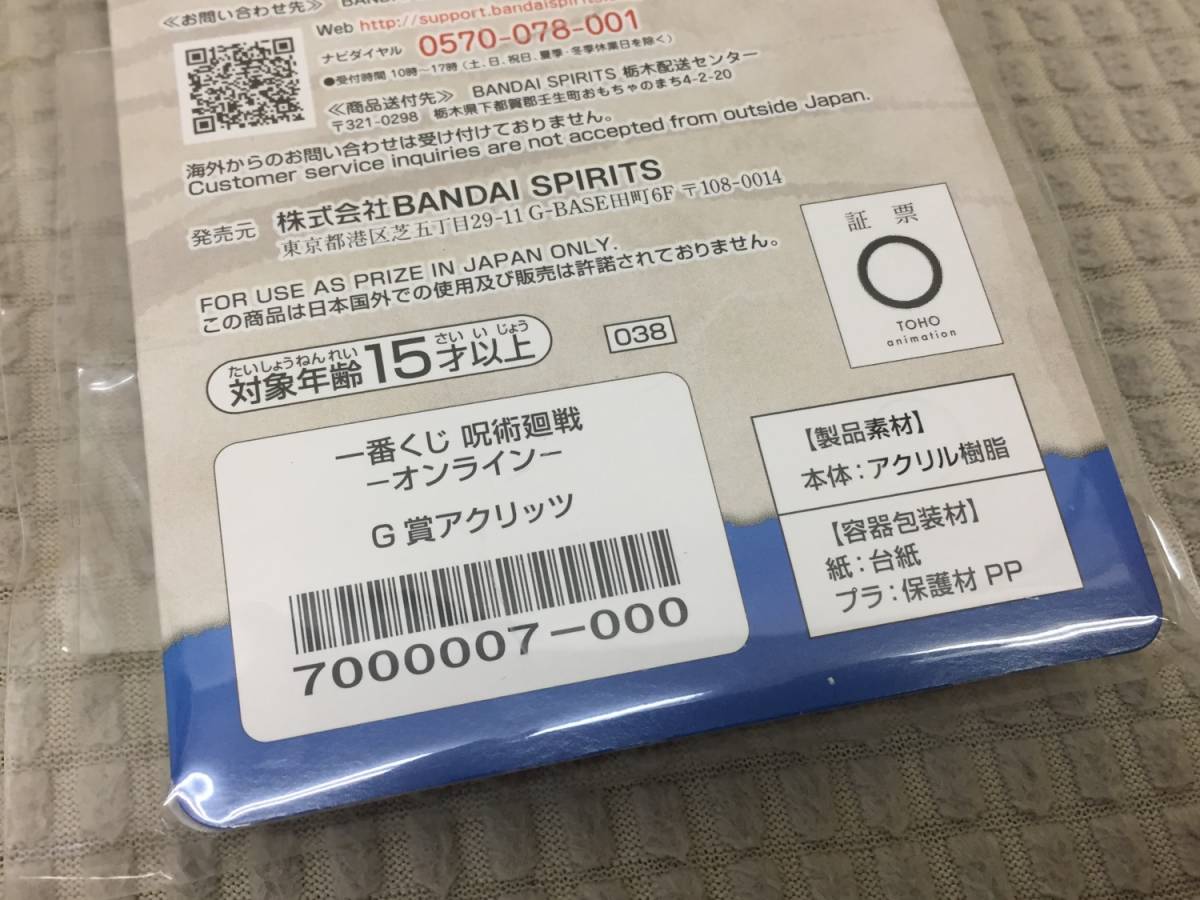 ≪お問い合わせ先≫ BANDAI
Web http://support.bandaispirits.
ナビダイヤル 0570-078-001
●受付時間 10時〜17時(土、日、祝日、夏季・冬季休業日を除く)
≪商品送付先≫ BANDAI SPIRITS 栃木配送センター
〒321-0298 栃木県下都賀郡壬生町おもちゃのまち4-2-20
海外からのお問い合わせは受け付けておりません。
Customer service inquiries are not accepted from outside Japan.
発売元 株式会社BANDAI SPIRITS
東京都港区芝五丁目29-11 G-BASE田町6F 〒108-0014
FOR USE AS PRIZE IN JAPAN ONLY.
この商品は日本国外での使用及び販売は許諾されておりません。
証票
TOHO
animation
たいしょうねんれい さいいじょう
対象年齢15才以上
038
一番くじ 呪術廻戦
-オンライン-
G賞アクリッツ
7000007-000
【製品素材】
本体:アクリル樹脂
【容器包装材】
紙:台紙
プラ:保護材 PP